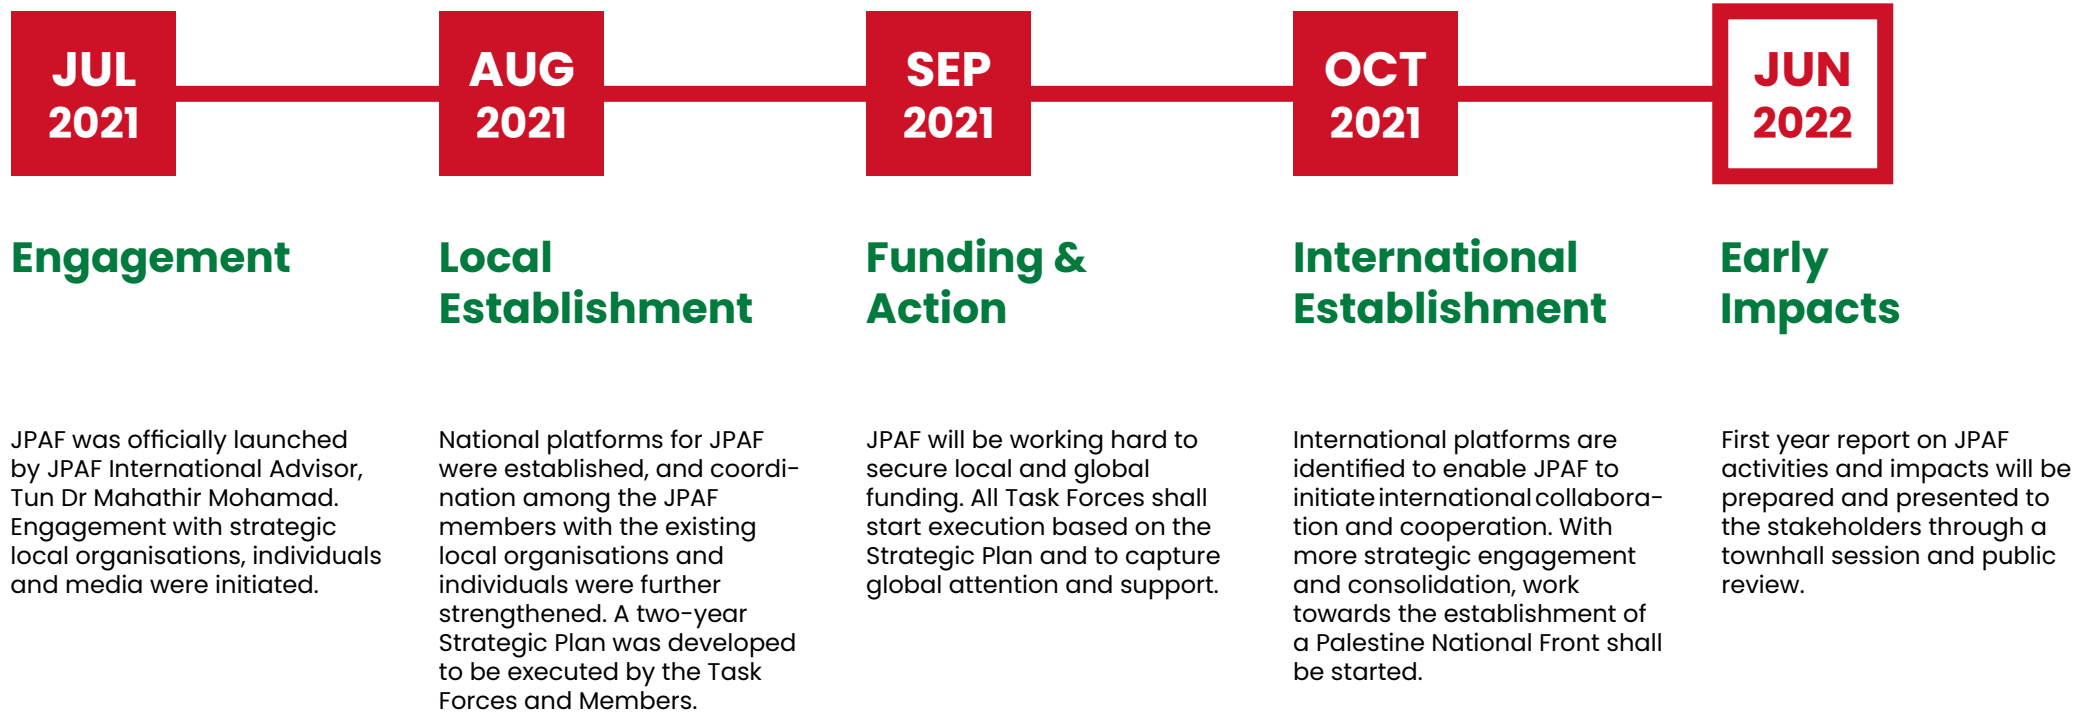 JUL
2021
AUG
2021
SEP
2021
OCT
2021
JUN
2022
Engagement
Local
Establishment
Funding &
Action
International
Establishment
Early
Impacts
JPAF was officially launched
by JPAF International Advisor,
Tun Dr Mahathir Mohamad.
Engagement with strategic
local organisations, individuals
and media were initiated.
National platforms for JPAF
were established, and coordi-
nation among the JPAF
members with the existing
local organisations and
individuals were further
strengthened. A two-year
Strategic Plan was developed
to be executed by the Task
Forces and Members.
JPAF will be working hard to
secure local and global
funding. All Task Forces shall
start execution based on the
Strategic Plan and to capture
global attention and support.
International platforms are
identified to enable JPAF to
initiate international collabora-
tion and cooperation. With
more strategic engagement
and consolidation, work
towards the establishment of
a Palestine National Front shall
be started.
First year report on JPAF
activities and impacts will be
prepared and presented to
the stakeholders through a
townhall session and public
review.